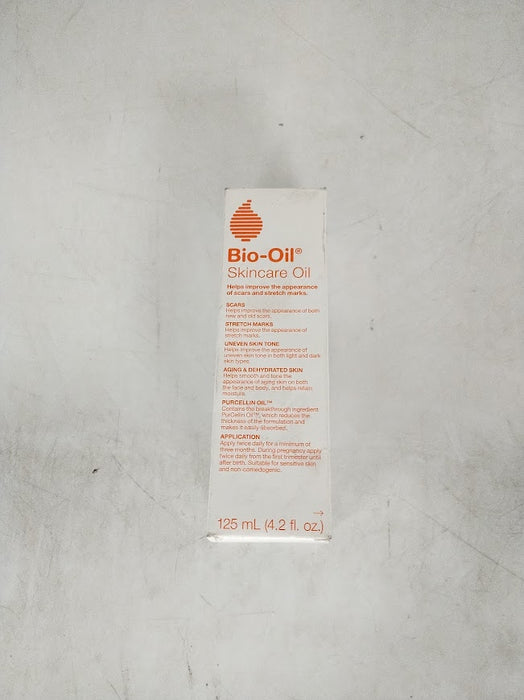 Bio-Oil®
Skincare Oil
Helps improve the appearance
of scars and stretch marks.
SCARS
Helps improve the appearance of both
new and old scars.
STRETCH MARKS
Helps improve the appearance of
stretch marks.
UNEVEN SKIN TONE
Helps improve the appearance of
uneven skin tone in both light and dark
skin types.
AGING & DEHYDRATED SKIN
Helps smooth and tone the
appearance of aging skin on both
the face and body, and helps retain
moisture.
PURCELLIN OIL™
Contains the breakthrough ingredient
PurCellin Oil™, which reduces the
thickness of the formulation and
makes it easily absorbed.
APPLICATION
Apply twice daily for a minimum of
three months. During pregnancy apply
twice daily from the first trimester until
after birth. Suitable for sensitive skin
and non-comedogenic.
125 mL (4.2 fl. oz.)